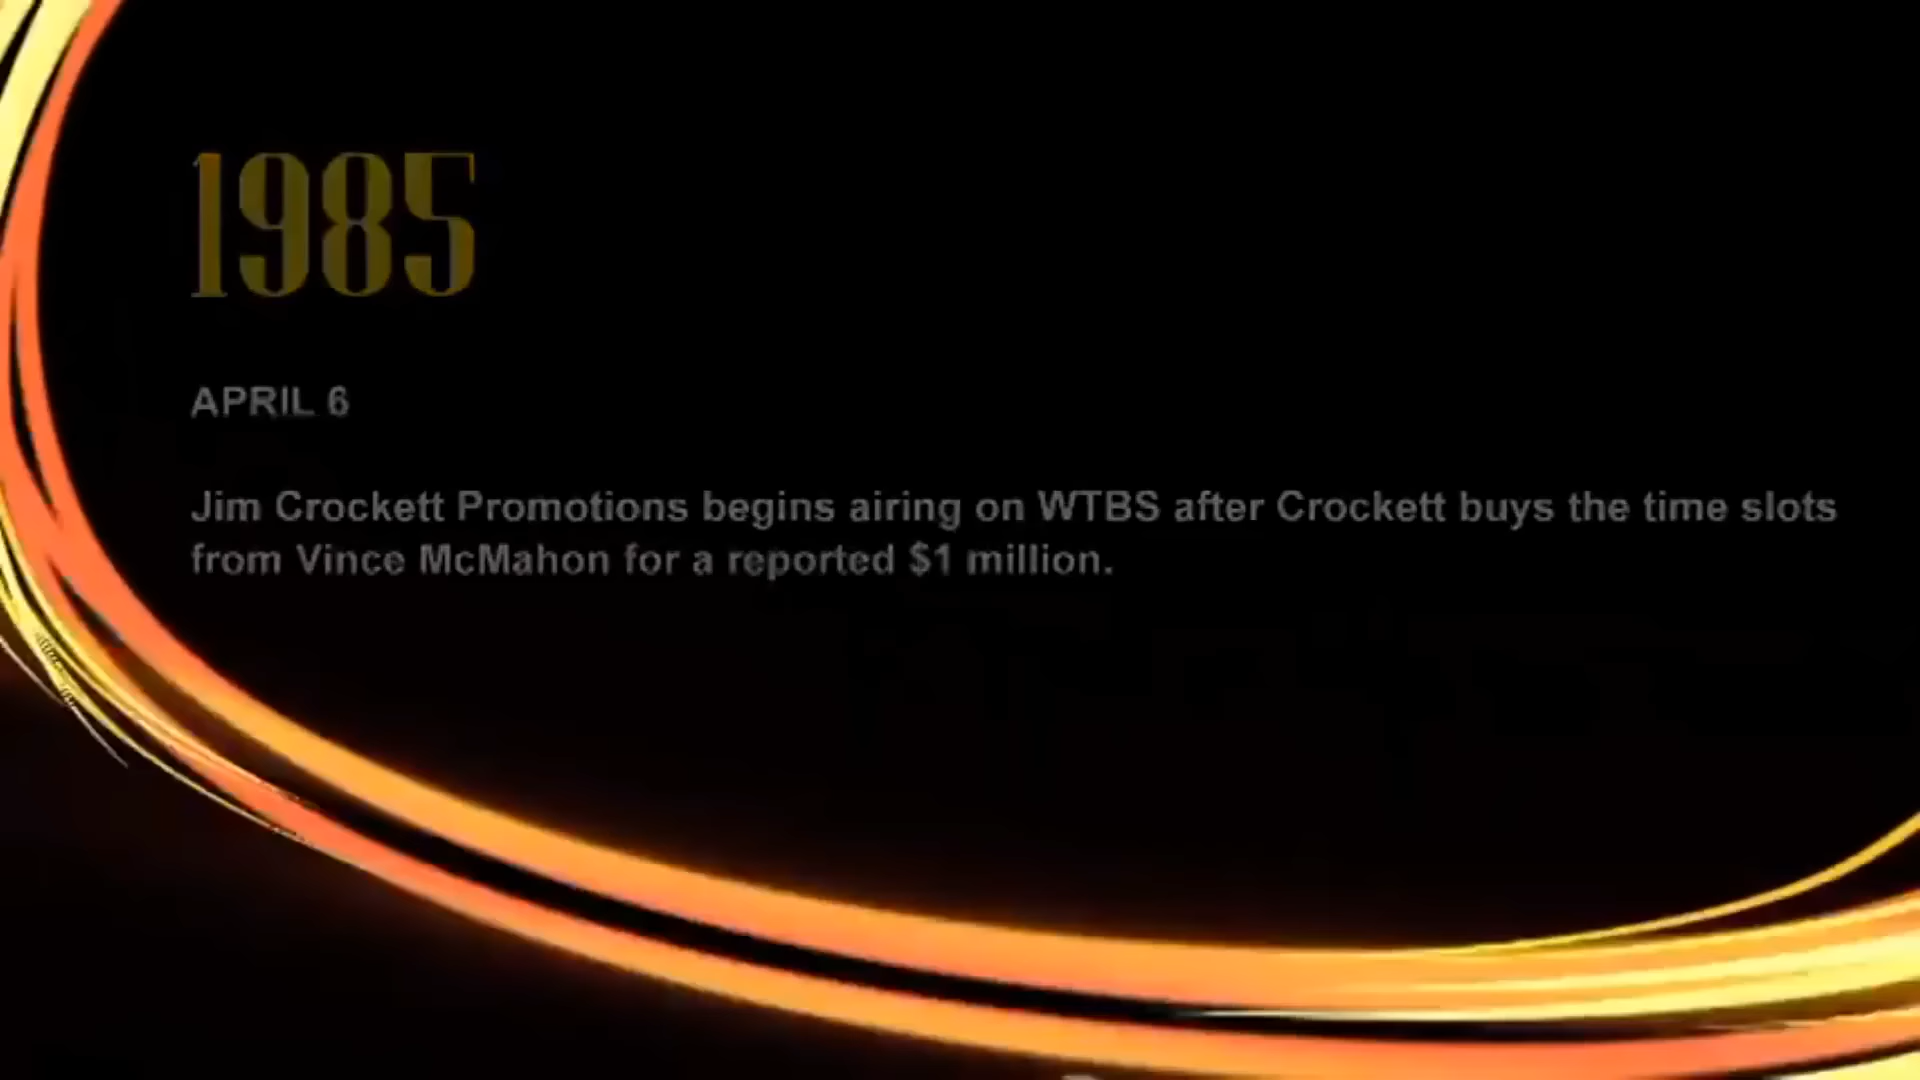 1985
APRIL 6
Jim Crockett Promotions begins airing on WTBS after Crockett buys the time slots
from Vince McMahon for a reported $1 million.